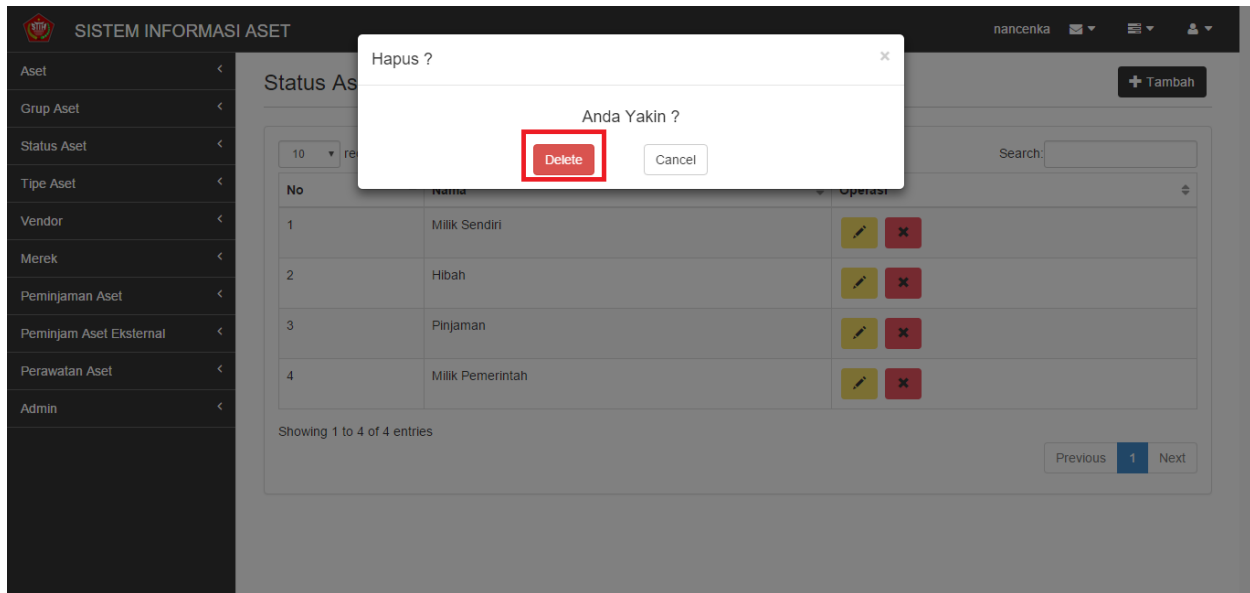 SISTEM INFORMASI ASET
nancenka
Hapus ?
×
Anda Yakin ?
Delete
Cancel
Aset
Grup Aset
Status Aset
Tipe Aset
Vendor
Merek
Peminjaman Aset
Peminjam Aset Eksternal
Perawatan Aset
Admin
Status As
+ Tambah
10 re
Search:
No Nama Operasi
1 Milik Sendiri
2 Hibah
3 Pinjaman
4 Milik Pemerintah
Showing 1 to 4 of 4 entries
Previous 1 Next